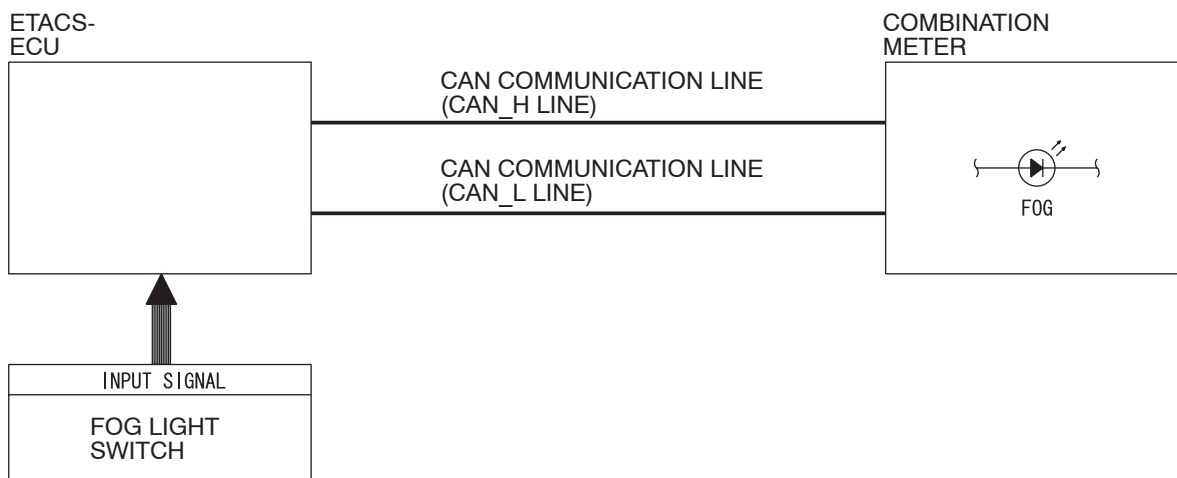 ETACS-
ECU
COMBINATION
METER
CAN COMMUNICATION LINE
(CAN_H LINE)
CAN COMMUNICATION LINE
(CAN_L LINE)
FOG
INPUT SIGNAL
FOG LIGHT
SWITCH